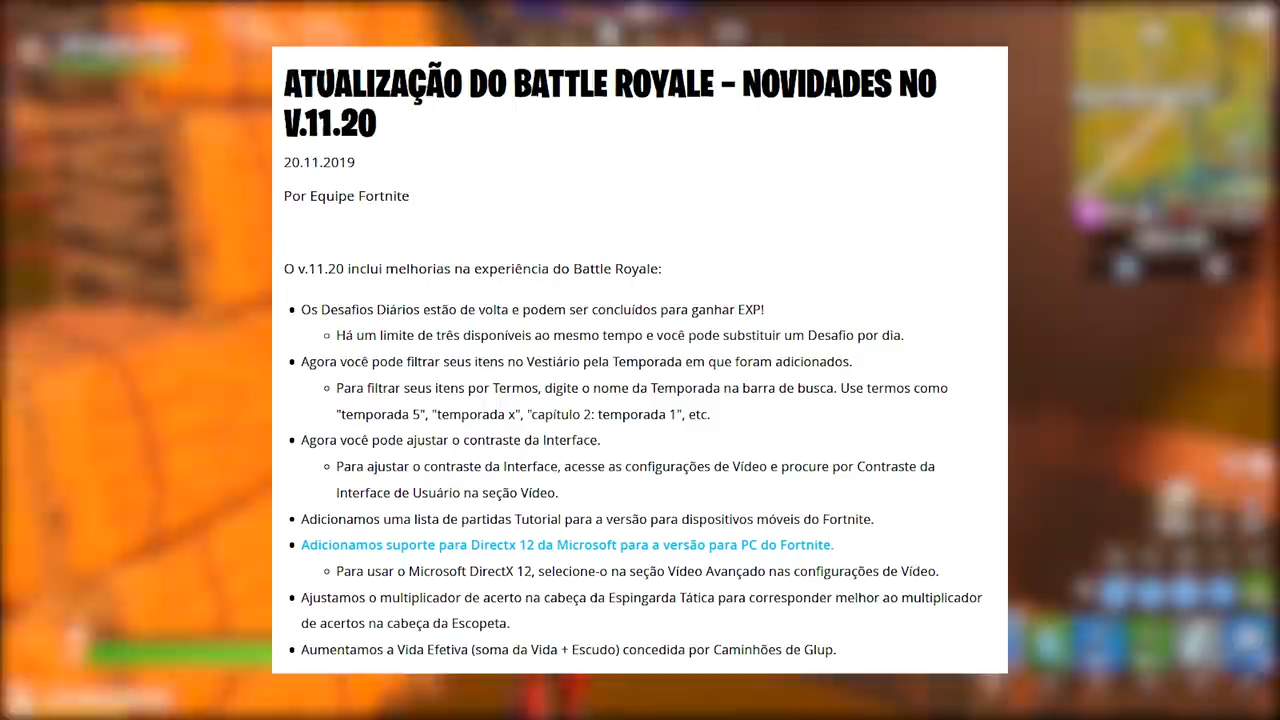 ATUALIZAÇÃO DO BATTLE ROYALE – NOVIDADES NO
V.11.20
20.11.2019
Por Equipe Fortnite
O v.11.20 inclui melhorias na experiência do Battle Royale:
• Os Desafios Diários estão de volta e podem ser concluídos para ganhar EXP!
◦ Há um limite de três disponíveis ao mesmo tempo e você pode substituir um Desafio por dia.
• Agora você pode filtrar seus itens no Vestiário pela Temporada em que foram adicionados.
◦ Para filtrar seus itens por Termos, digite o nome da Temporada na barra de busca. Use termos como
"temporada 5", "temporada x", "capítulo 2: temporada 1", etc.
• Agora você pode ajustar o contraste da Interface.
◦ Para ajustar o contraste da Interface, acesse as configurações de Vídeo e procure por Contraste da
Interface de Usuário na seção Vídeo.
• Adicionamos uma lista de partidas Tutorial para a versão para dispositivos móveis do Fortnite.
• Adicionamos suporte para Directx 12 da Microsoft para a versão para PC do Fortnite.
◦ Para usar o Microsoft DirectX 12, selecione-o na seção Vídeo Avançado nas configurações de Vídeo.
• Ajustamos o multiplicador de acerto na cabeça da Espingarda Tática para corresponder melhor ao multiplicador
de acertos na cabeça da Escopeta.
• Aumentamos a Vida Efetiva (soma da Vida + Escudo) concedida por Caminhões de Glup.